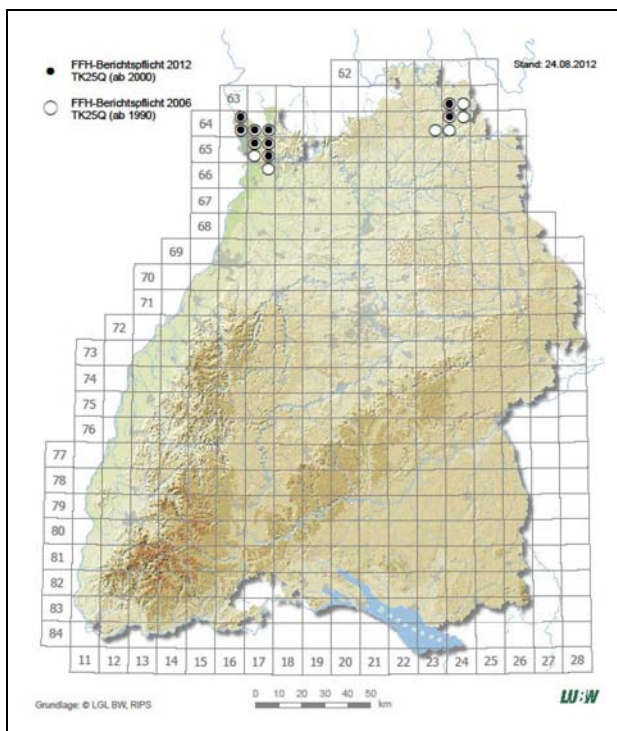 FFH-Berichtspflicht 2012
TK25Q (ab 2000)
FFH-Berichtspflicht 2006
TK25Q (ab 1990)
Stand: 24.08.2012
62
63
64
65
66
67
68
69
70
71
72
73
74
75
76
77
78
79
80
81
82
83
84
11 12 13 14 15 16 17 18 19 20 21 22 23 24 25 26 27 28
0 10 20 30 40 50
km
Grundlage: © LGL BW, RIPS
LU:W